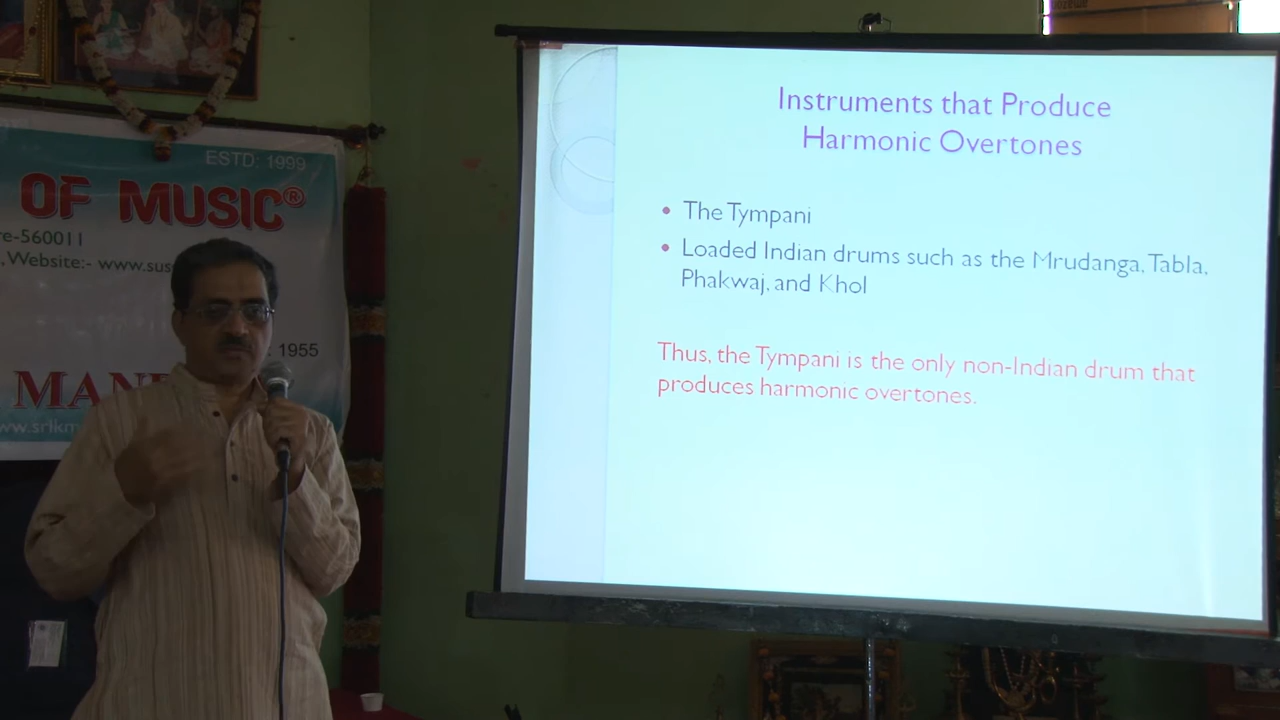 ESTD: 1999
OF MUSIC®
re-560011
, Website:- www.sus
: 1955
MAN
www.srlkm
Instruments that Produce
Harmonic Overtones
• The Tympani
• Loaded Indian drums such as the Mrudanga, Tabla,
Phakwaj, and Khol
Thus, the Tympani is the only non-Indian drum that
produces harmonic overtones.